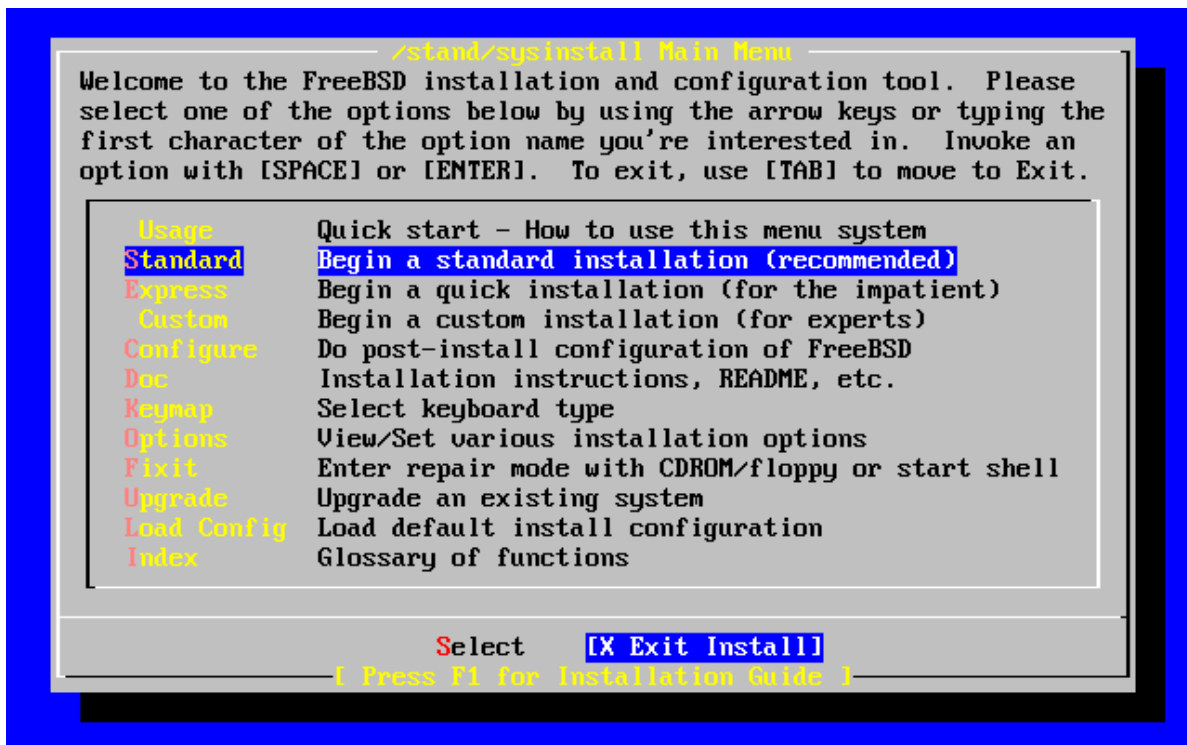 /stand/sysinstall Main Menu
Welcome to the FreeBSD installation and configuration tool.  Please
select one of the options below by using the arrow keys or typing the
first character of the option name you're interested in.  Invoke an
option with [SPACE] or [ENTER].  To exit, use [TAB] to move to Exit.
Usage Quick start - How to use this menu system
Standard Begin a standard installation (recommended)
Express Begin a quick installation (for the impatient)
Custom Begin a custom installation (for experts)
Configure Do post-install configuration of FreeBSD
Doc Installation instructions, README, etc.
Keymap Select keyboard type
Options View/Set various installation options
Fixit Enter repair mode with CDROM/floppy or start shell
Upgrade Upgrade an existing system
Load Config Load default install configuration
Index Glossary of functions
Select [X Exit Install]
[ Press F1 for Installation Guide ]